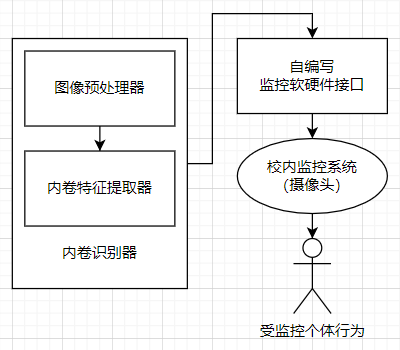 图像预处理器
内卷特征提取器
内卷识别器
自编写
监控软硬件接口
校内监控系统
（摄像头）
受监控个体行为